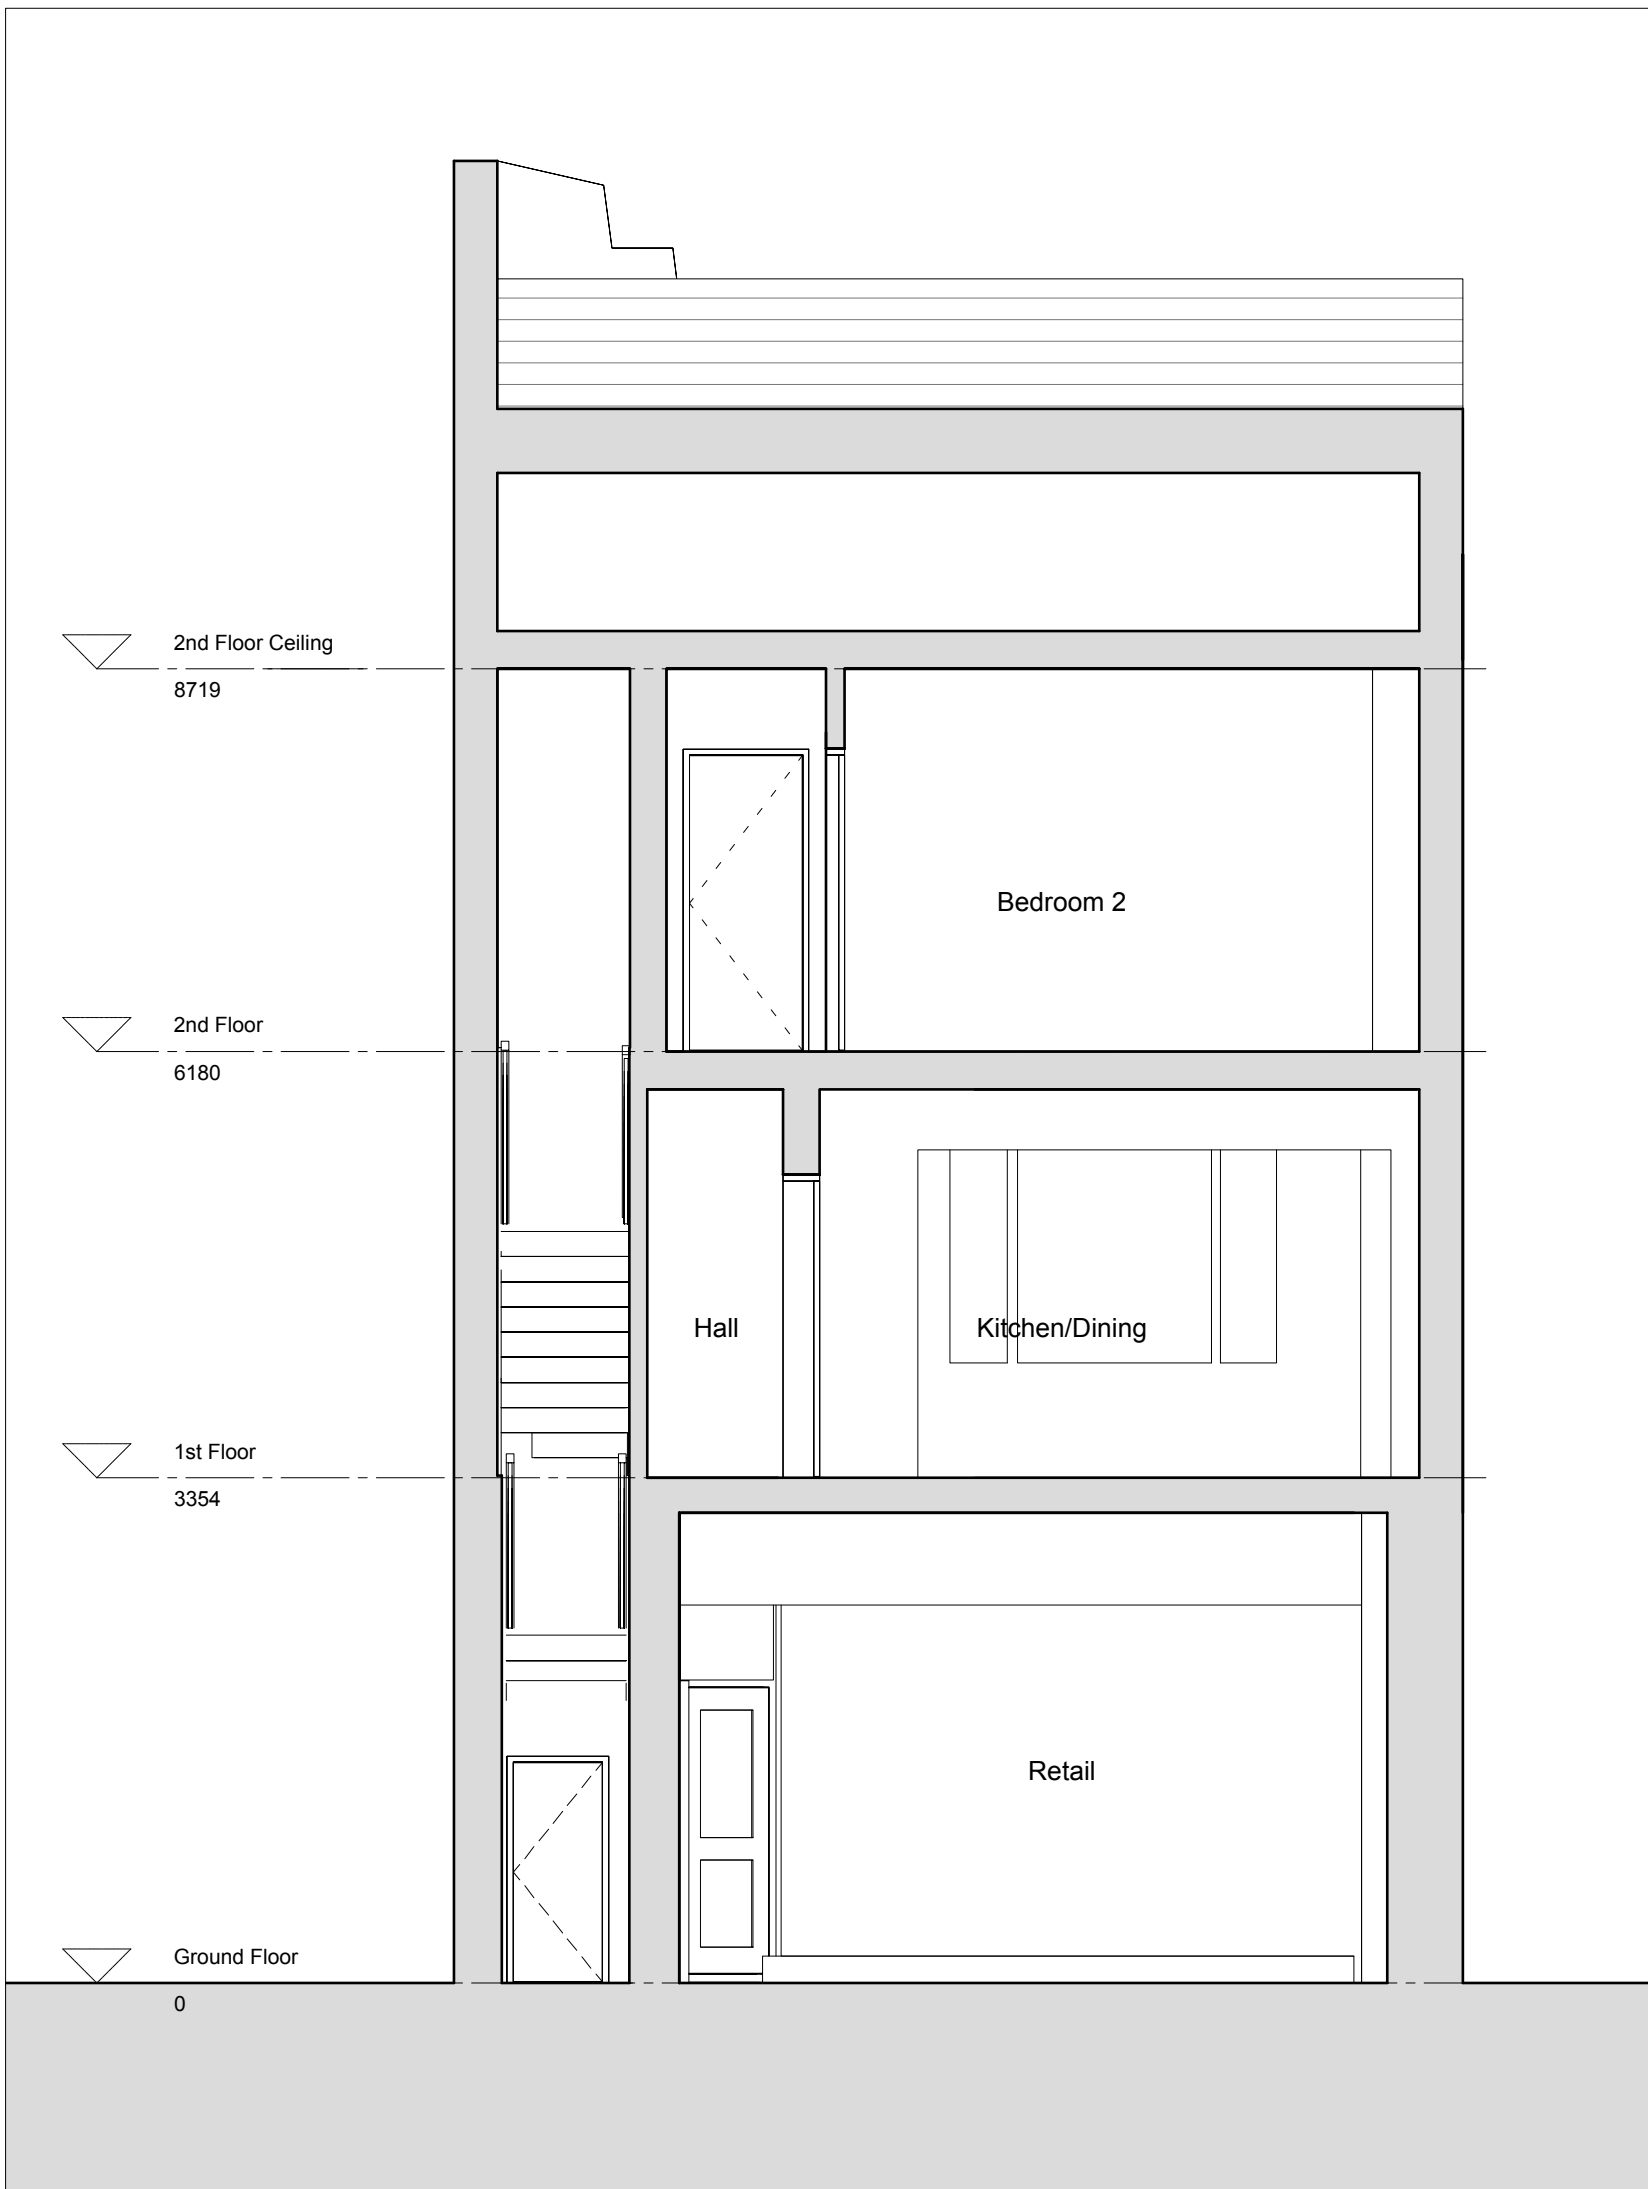 2nd Floor Ceiling
8719
Bedroom 2
2nd Floor
6180
Hall
Kitchen/Dining
1st Floor
3354
Retail
Ground Floor
0